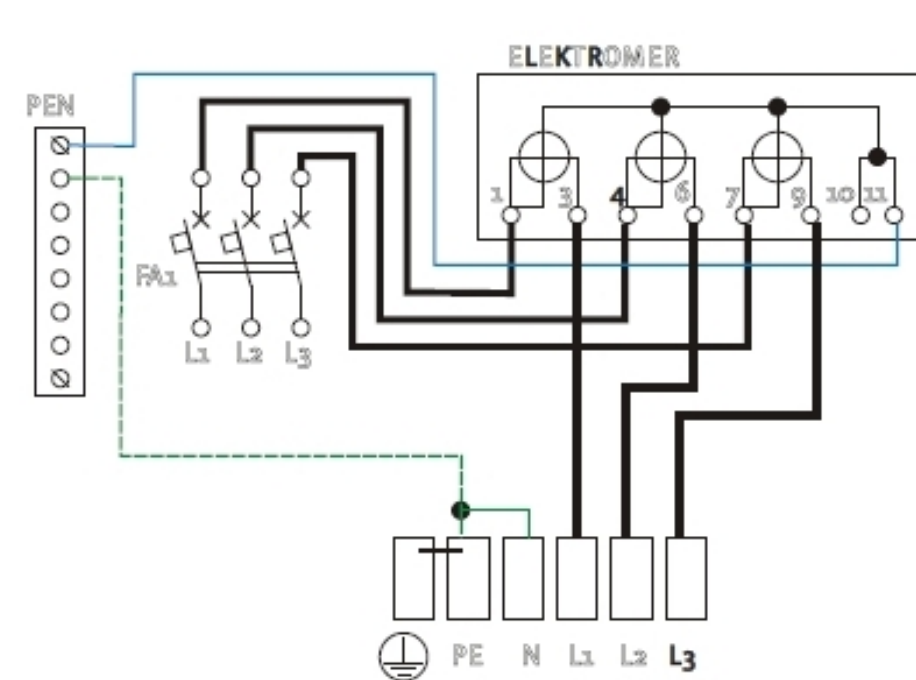 ELEKTROMER
PEN
1 3 4 6 7 9 10 11
FA1
L1 L2 L3
PE N L1 L2 L3